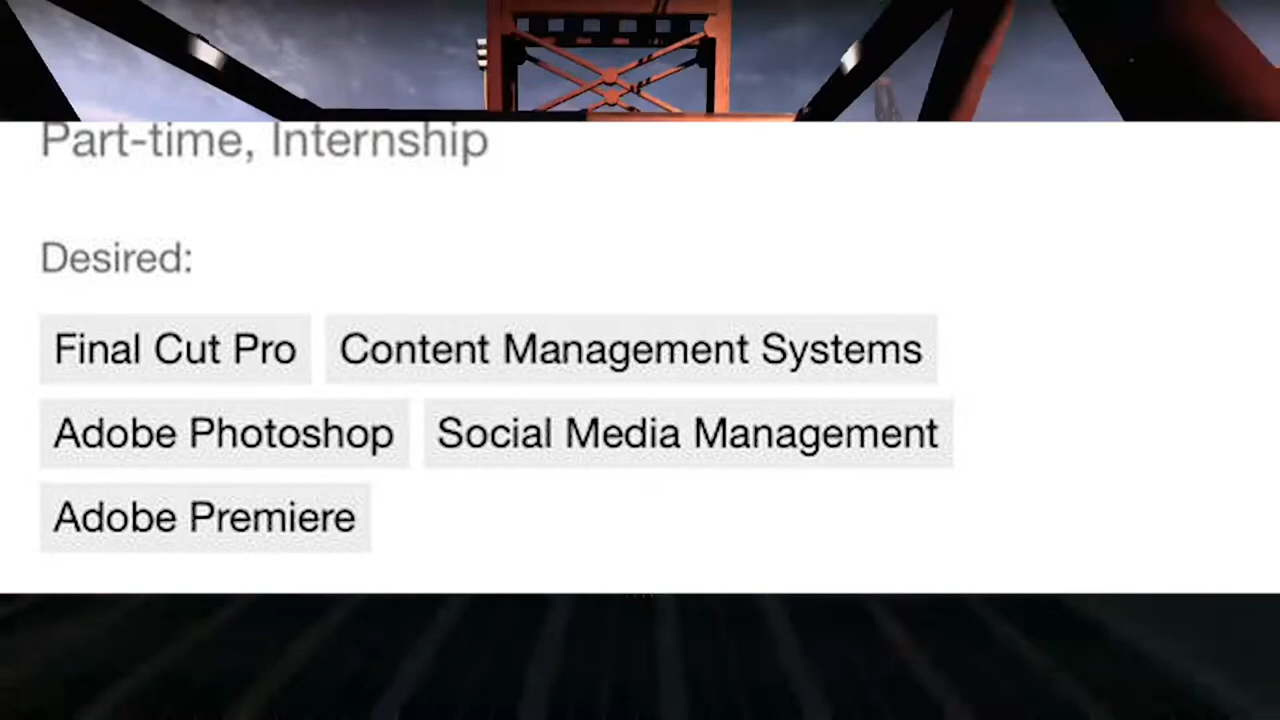 Part-time, Internship
Desired:
Final Cut Pro Content Management Systems
Adobe Photoshop Social Media Management
Adobe Premiere